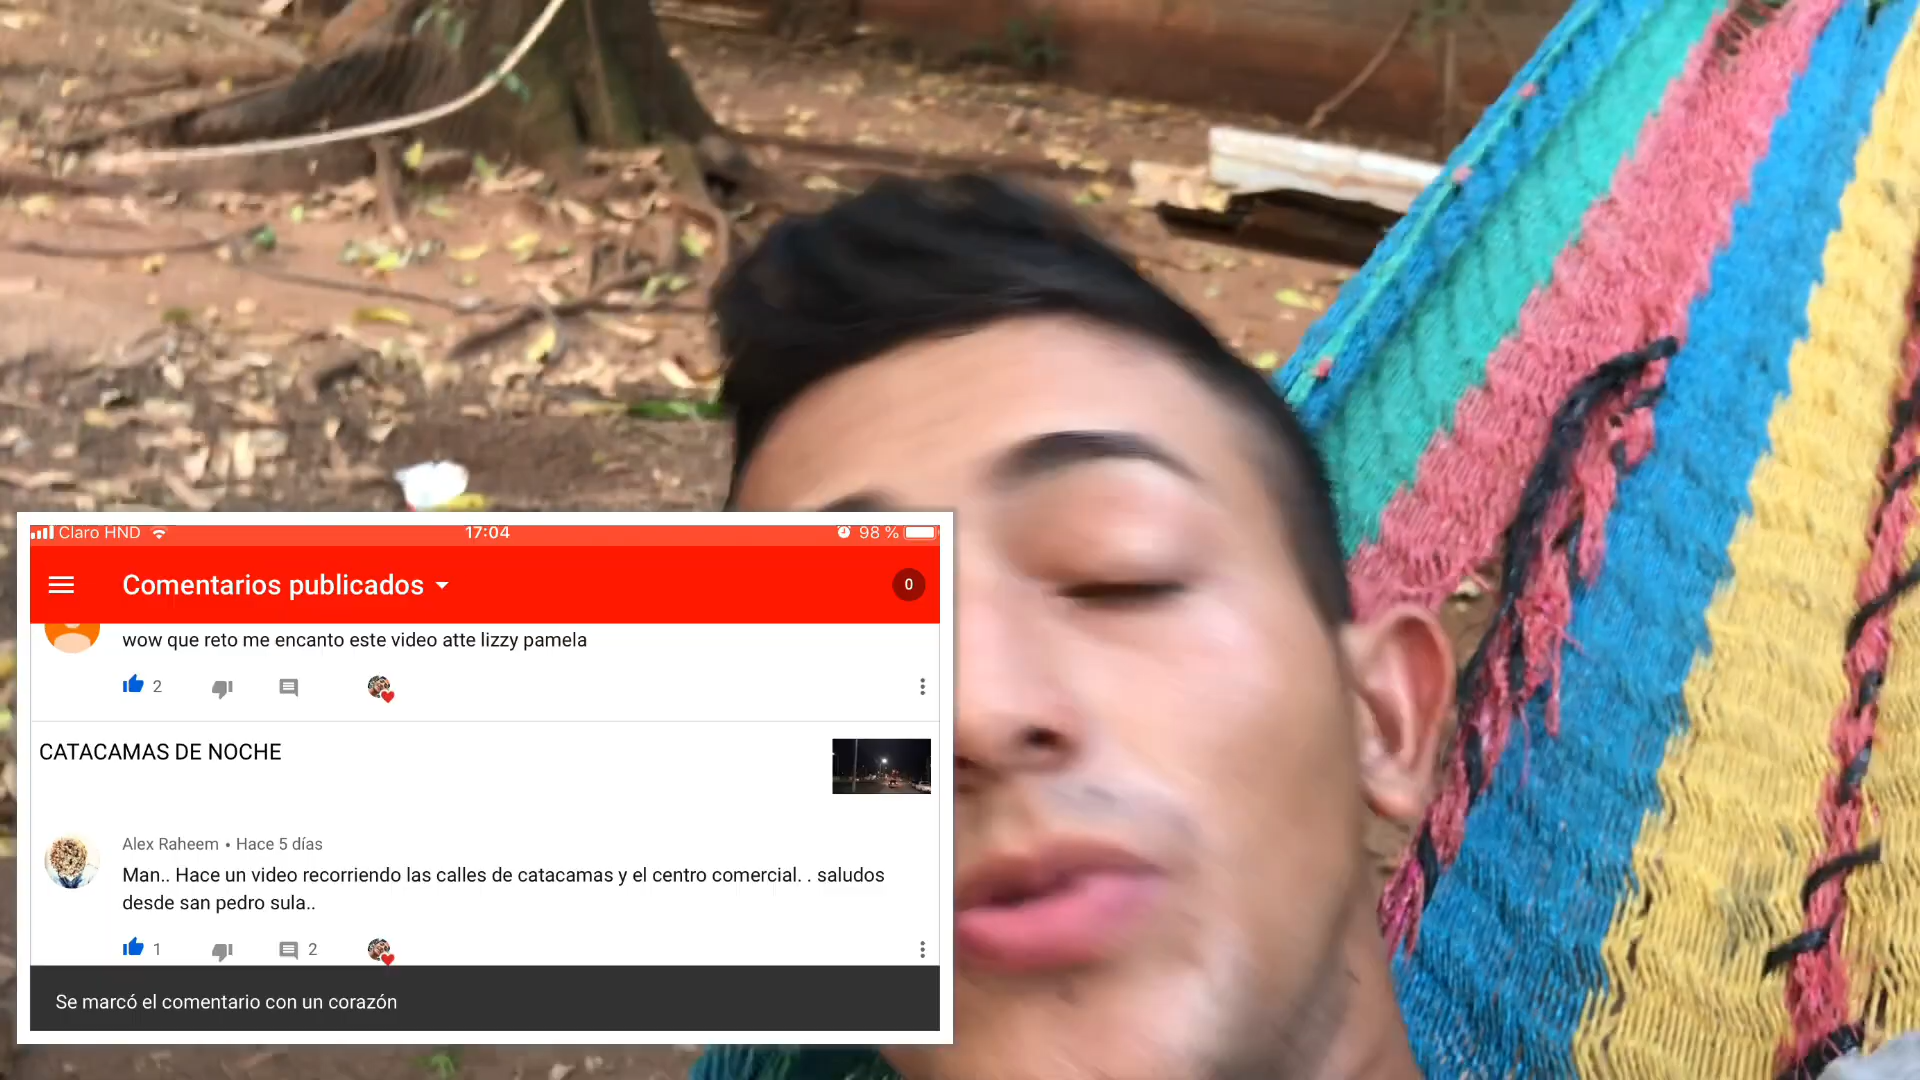 Claro HND
17:04
98 %
Comentarios publicados
0
wow que reto me encanto este video atte lizzy pamela
2
CATACAMAS DE NOCHE
Alex Raheem • Hace 5 días
Man.. Hace un video recorriendo las calles de catacamas y el centro comercial. . saludos
desde san pedro sula..
1
2
Se marcó el comentario con un corazón